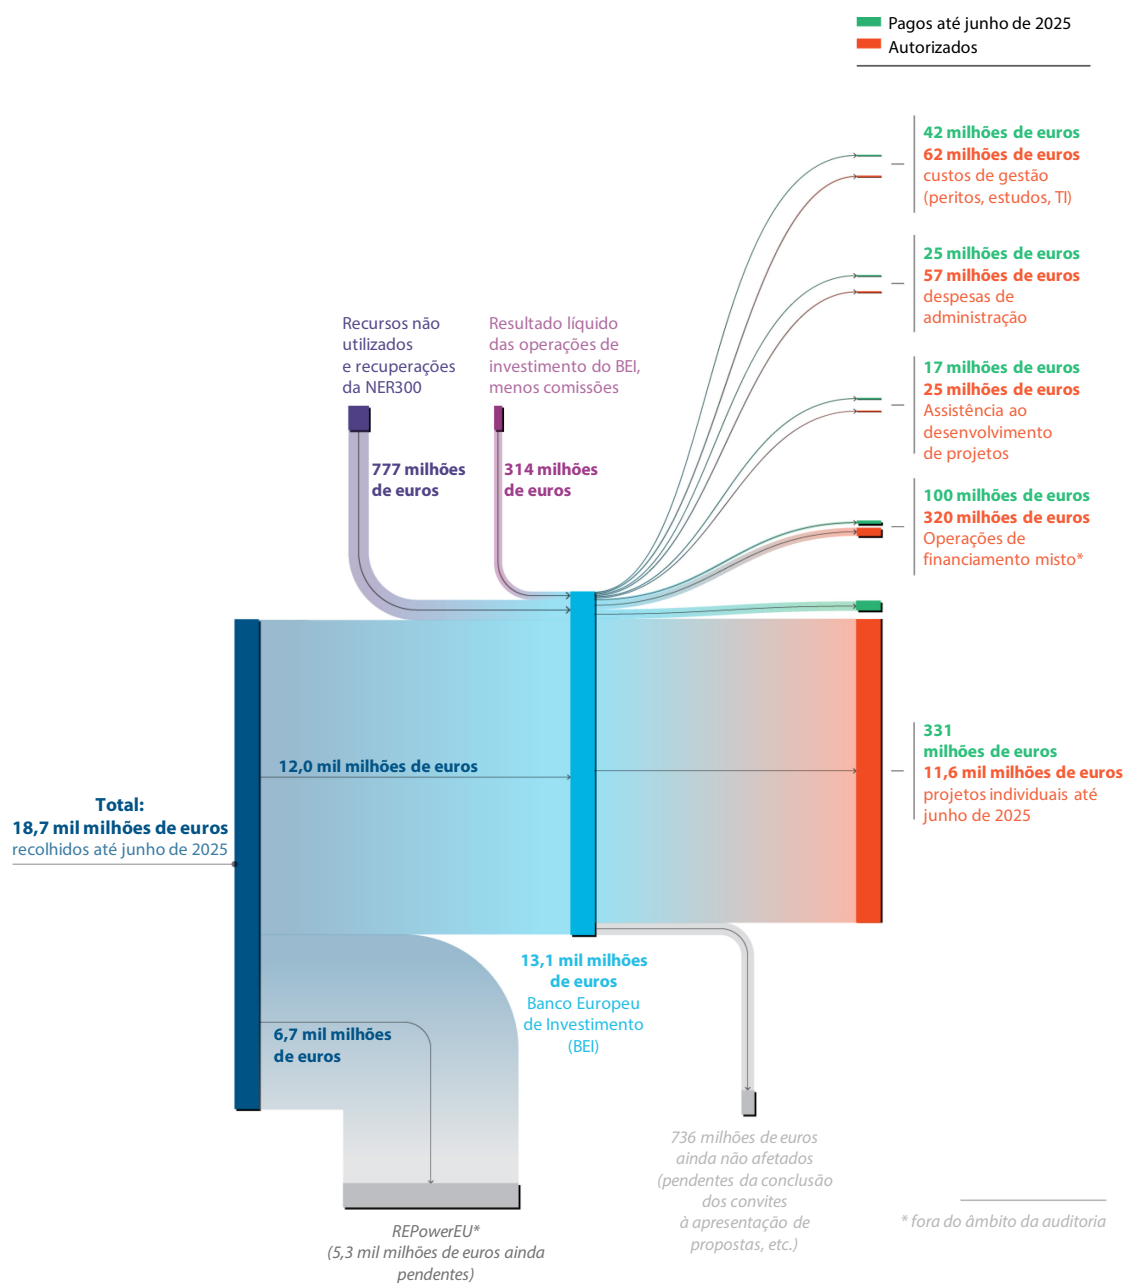 Pagos até junho de 2025
Autorizados
42 milhões de euros
62 milhões de euros
custos de gestão
(peritos, estudos, TI)
25 milhões de euros
57 milhões de euros
despesas de
administração
17 milhões de euros
25 milhões de euros
Assistência ao
desenvolvimento
de projetos
100 milhões de euros
320 milhões de euros
Operações de
financiamento misto*
331
milhões de euros
11,6 mil milhões de euros
projetos individuais até
junho de 2025
Recursos não
utilizados
e recuperações
da NER300
777 milhões
de euros
Resultado líquido
das operações de
investimento do BEI,
menos comissões
314 milhões
de euros
12,0 mil milhões de euros
Total:
18,7 mil milhões de euros
recolhidos até junho de 2025
13,1 mil milhões
de euros
Banco Europeu
de Investimento
(BEI)
6,7 mil milhões
de euros
REPowerEU*
(5,3 mil milhões de euros ainda
pendentes)
736 milhões de euros
ainda não afetados
(pendentes da conclusão
dos convites
à apresentação de
propostas, etc.)
* fora do âmbito da auditoria